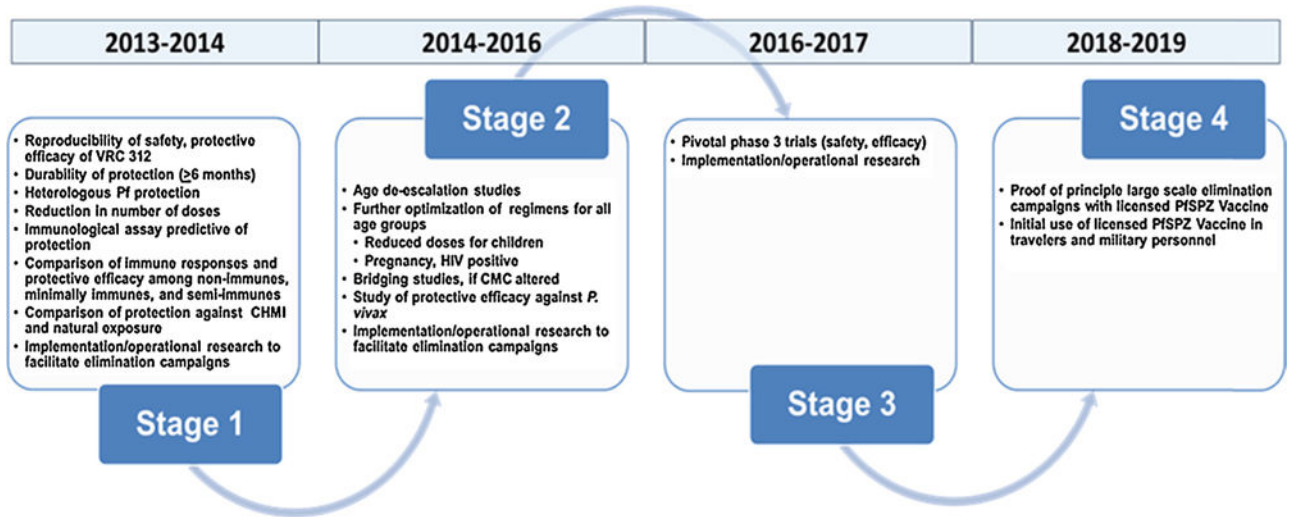 2013-2014
2014-2016
2016-2017
2018-2019
• Reproducibility of safety, protective
efficacy of VRC 312
• Durability of protection (≥6 months)
• Heterologous Pf protection
• Reduction in number of doses
• Immunological assay predictive of
protection
• Comparison of immune responses and
protective efficacy among non-immunes,
minimally immunes, and semi-immunes
• Comparison of protection against CHMI
and natural exposure
• Implementation/operational research to
facilitate elimination campaigns
Stage 1
Stage 2
• Age de-escalation studies
• Further optimization of regimens for all
age groups
• Reduced doses for children
• Pregnancy, HIV positive
• Bridging studies, if CMC altered
• Study of protective efficacy against P.
vivax
• Implementation/operational research to
facilitate elimination campaigns
• Pivotal phase 3 trials (safety, efficacy)
• Implementation/operational research
Stage 3
Stage 4
• Proof of principle large scale elimination
campaigns with licensed PfSPZ Vaccine
• Initial use of licensed PfSPZ Vaccine in
travelers and military personnel